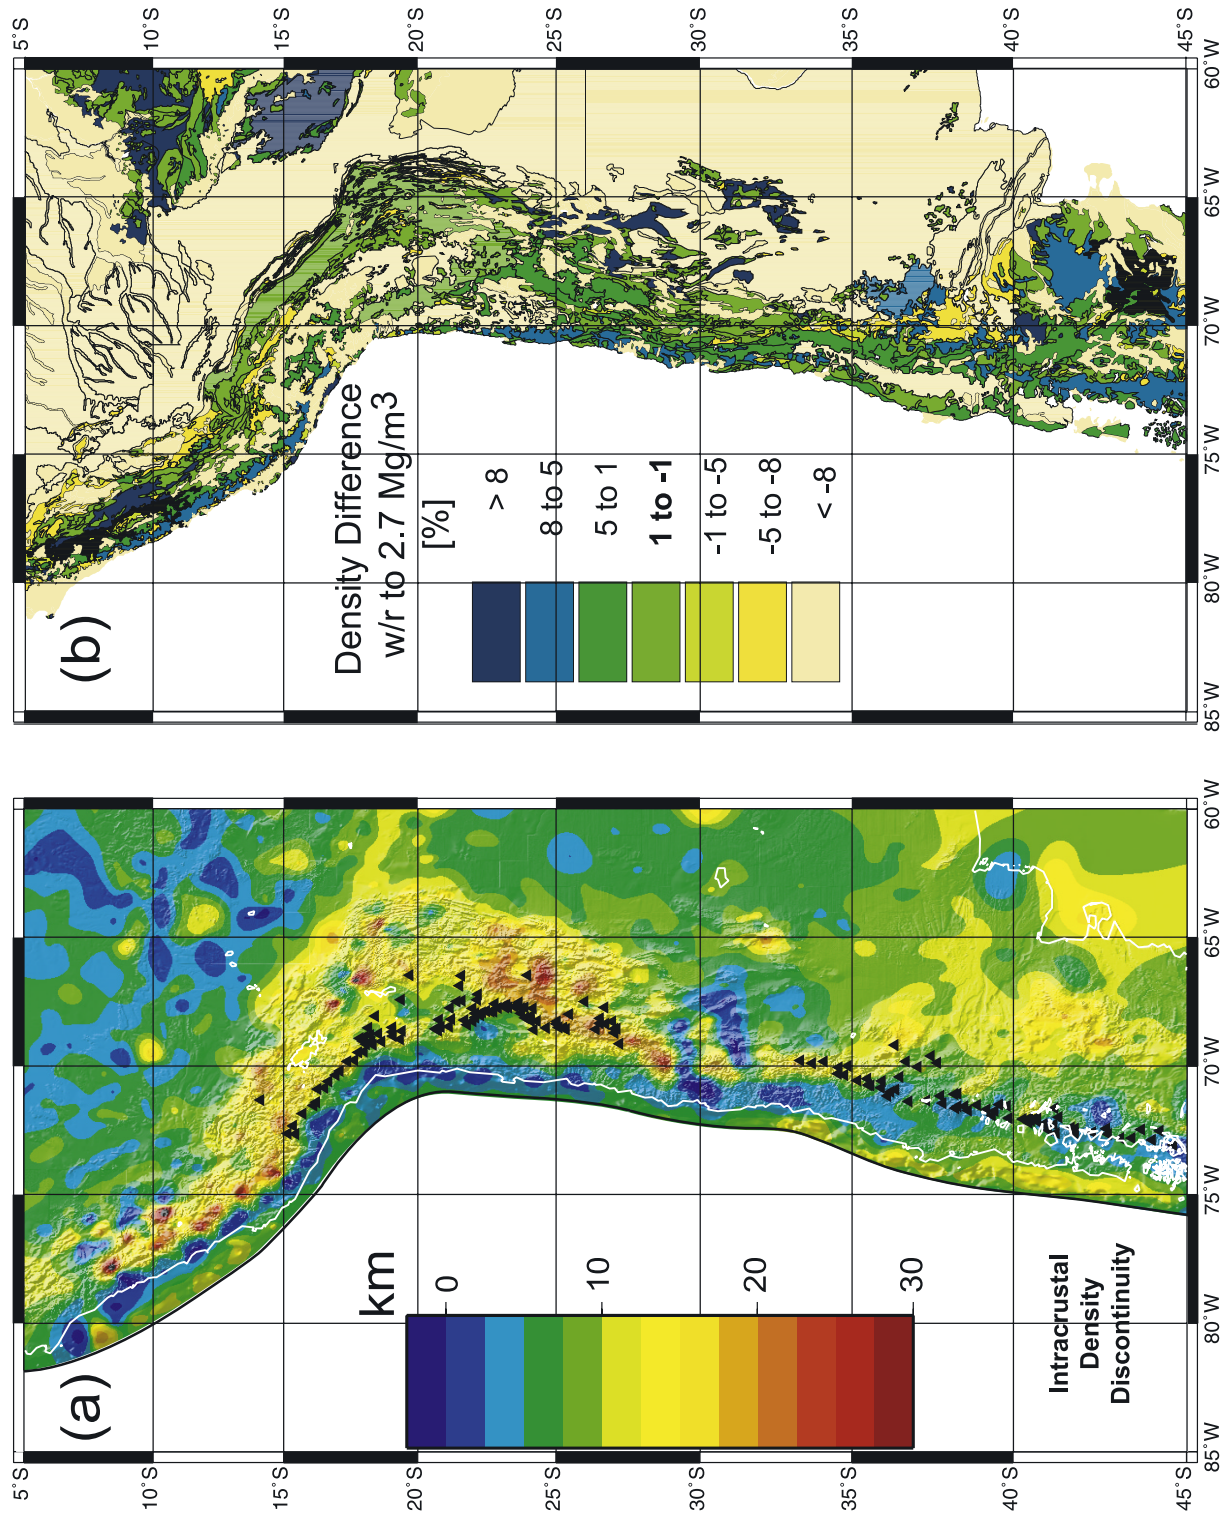 (a)
km
0
10
20
30
Intracrustal
Density
Discontinuity
5°S
10°S
15°S
20°S
25°S
30°S
35°S
40°S
45°S
85°W
80°W
75°W
70°W
65°W
60°W
(b)
Density Difference
w/r to 2.7 Mg/m3
[%]
> 8
8 to 5
5 to 1
1 to -1
-1 to -5
-5 to -8
< -8
85°W
80°W
75°W
70°W
65°W
60°W
5°S
10°S
15°S
20°S
25°S
30°S
35°S
40°S
45°S